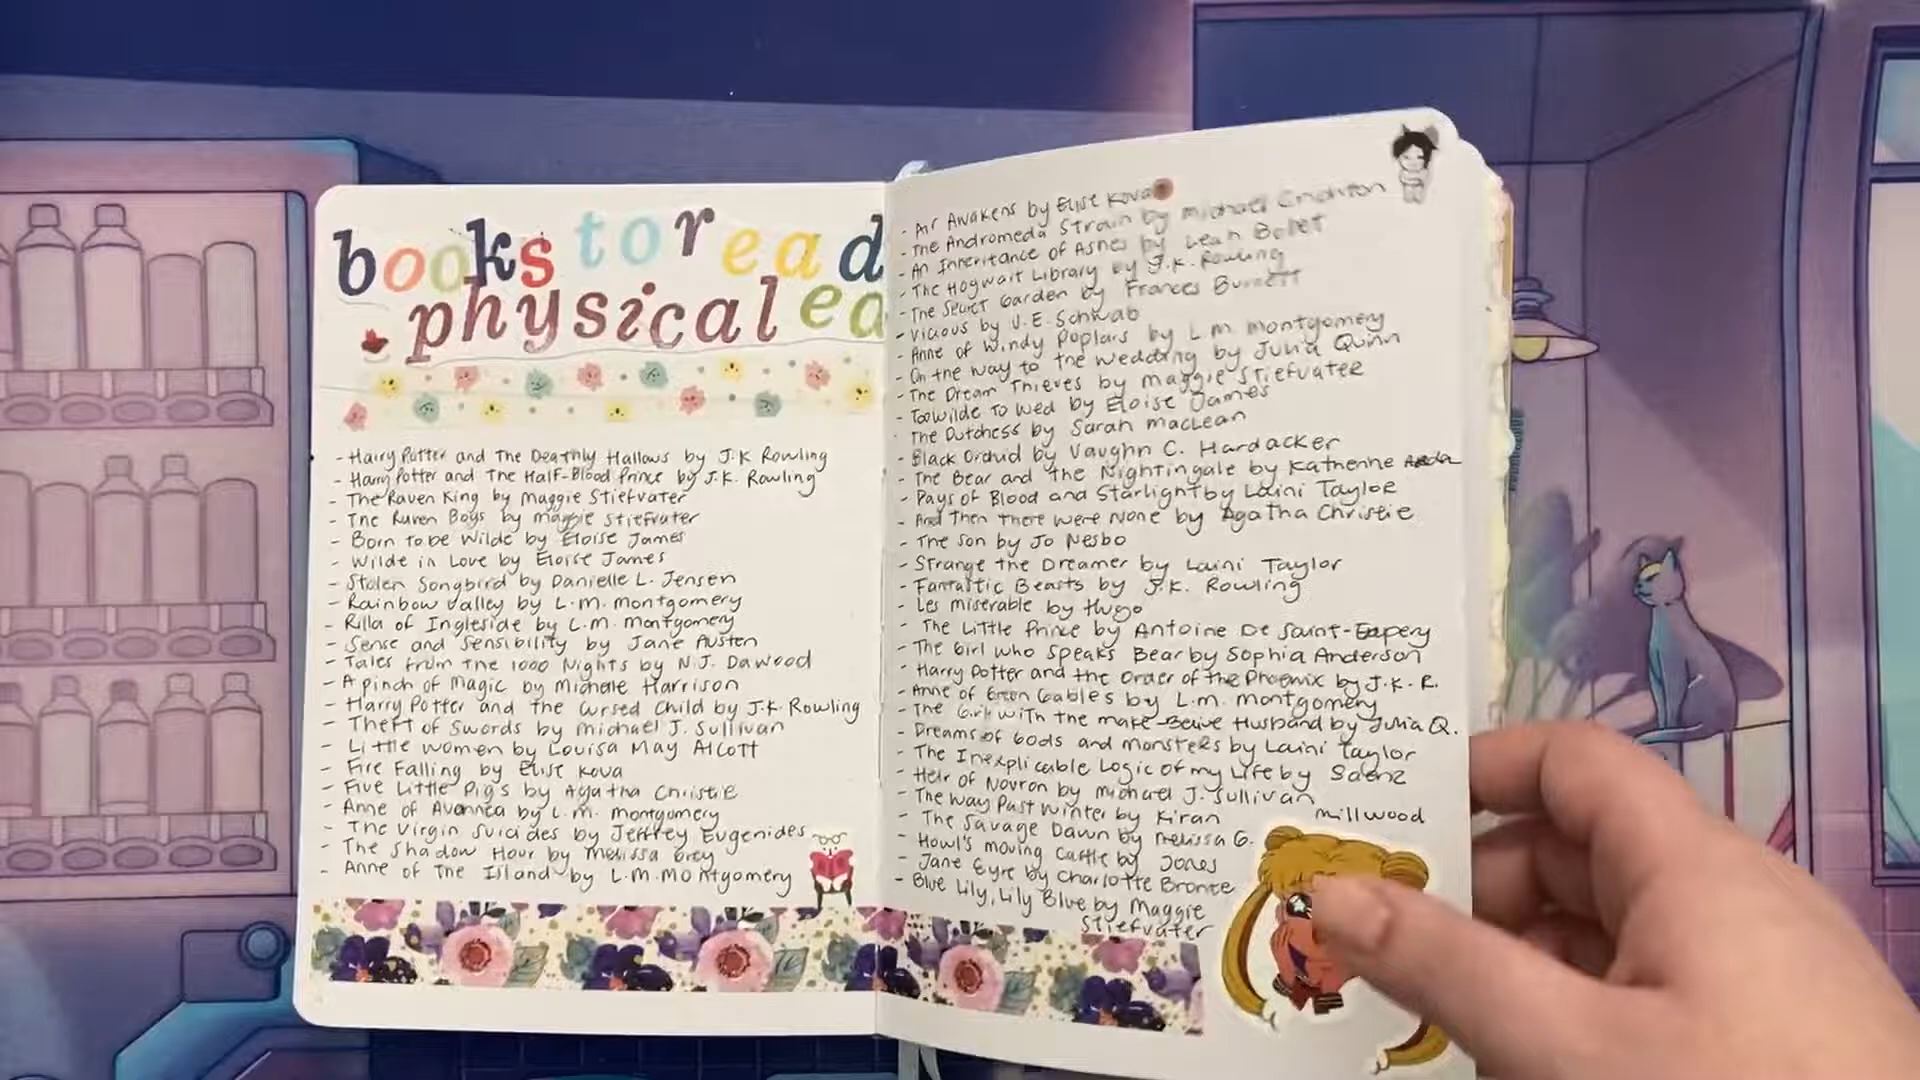 books to read
physical ed
- Harry Potter and The Deathly Hallows by J.K Rowling
- Harry Potter and The Half-Blood Prince by J.K. Rowling
- The Raven King by Maggie Stiefvater
- The Raven Boys by Maggie Stiefvater
- Born to be Wilde by Eloise James
- Wilde in Love by Eloise James
- Stolen Songbird by Danielle L. Jensen
- Rainbow Valley by L.M. Montgomery
- Rilla of Ingleside by L.M. Montgomery
- Sense and Sensibility by Jane Austen
- Tales from the 1000 Nights by N.J. Dawood
- A pinch of Magic by Michelle Harrison
- Harry Potter and the Cursed Child by J.K. Rowling
- Theft of Swords by Michael J. Sullivan
- Little Women by Louisa May Alcott
- Fire Falling by Elise Kova
- Five Little Pigs by Agatha Christie
- Anne of Avonlea by L.M. Montgomery
- The Virgin Suicides by Jeffrey Eugenides
- The Shadow Hour by Melissa Grey
- Anne of The Island by L.M. Montgomery
- Air Awakens by Elise Kova
- The Andromeda Strain by Michael Crichton
- An Inheritance of Ashes by Leah Bobet
- The Hogwart Library by J.K. Rowling
- The Secret Garden by Frances Burnett
- Vicious by V.E. Schwab
- Anne of Windy Poplars by L.M. Montgomery
- On the way to the wedding by Julia Quinn
- The Dream Thieves by Maggie Stiefvater
- Too Wilde To Wed by Eloise James
- The Dutchess by Sarah MacLean
- Black Orchid by Vaughn C. Hardacker
- The Bear and the Nightingale by Katherine
- Days of Blood and Starlight by Laini Taylor
- And Then There Were None by Agatha Christie
- The Son by Jo Nesbo
- Strange the Dreamer by Laini Taylor
- Fantastic Beasts by J.K. Rowling
- Les miserable by Hugo
- The Little Prince by Antoine De Saint-
- The Girl who Speaks Bear by Sophia Anderson
- Harry Potter and the Order of the Phoenix by J.K.R.
- Anne of Green Gables by L.M. Montgomery
- The Girl with the make-Belive Husband by Julia Q.
- Dreams of Gods and Monsters by Laini Taylor
- The Inexplicable Logic of my Life by Saenz
- Heir of Novron by Michael J. Sullivan
- The Way Past Winter by Kiran Millwood
- The Savage Dawn by Melissa G.
- Howl's Moving Castle by Jones
- Jane Eyre by Charlotte Bronte
- Blue Lily, Lily Blue by Maggie
Stiefvater